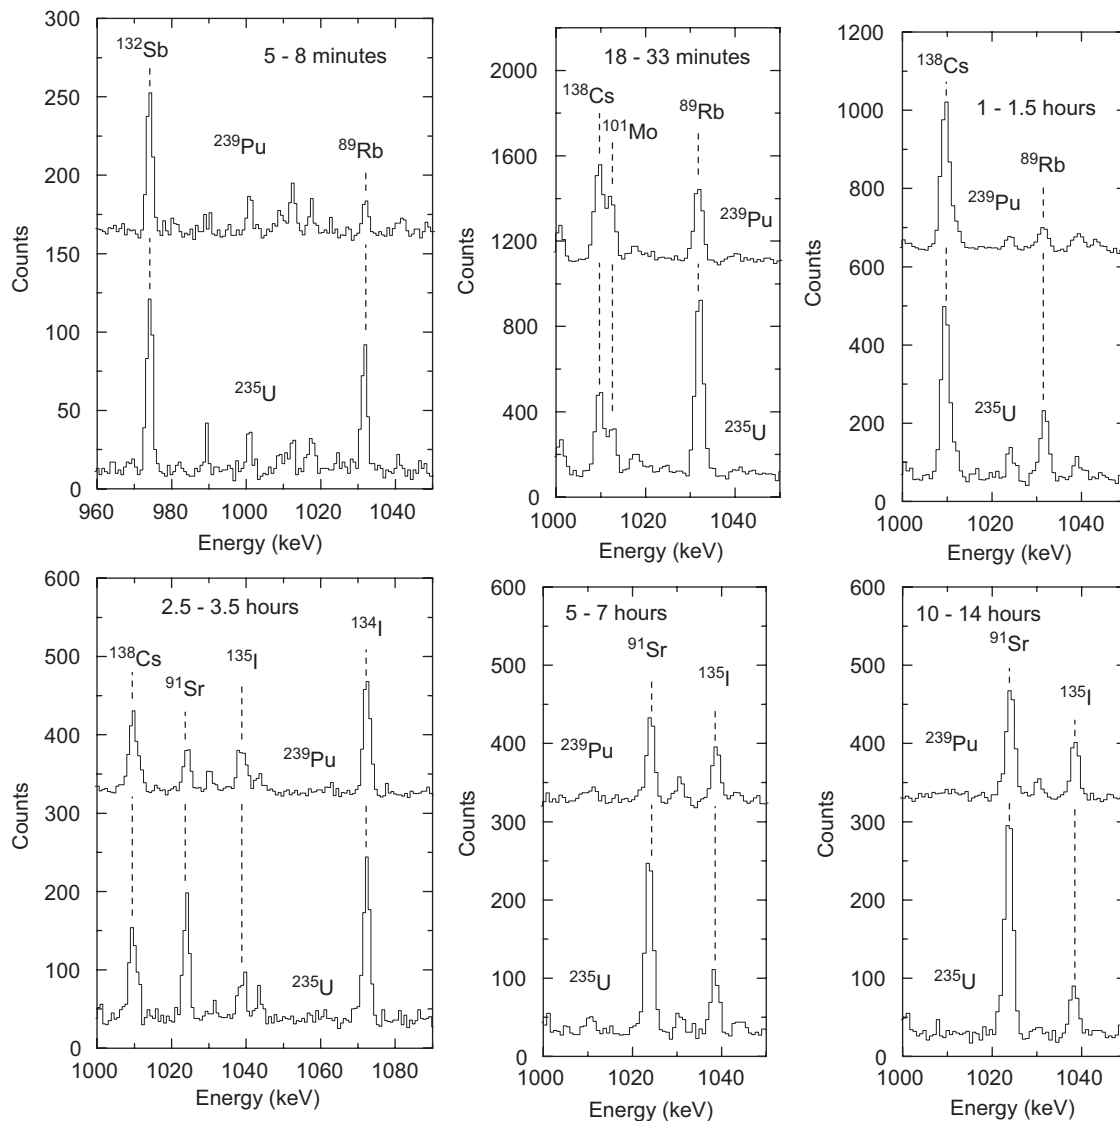 300
250
200
150
100
50
0
Counts
5 - 8 minutes
¹³²Sb
²³⁹Pu
⁸⁹Rb
²³⁵U
960 980 1000 1020 1040
Energy (keV)
2000
1600
1200
800
400
0
Counts
18 - 33 minutes
¹³⁸Cs
¹⁰¹Mo
⁸⁹Rb
²³⁹Pu
²³⁵U
1000 1020 1040
Energy (keV)
1200
1000
800
600
400
200
0
Counts
¹³⁸Cs
1 - 1.5 hours
⁸⁹Rb
²³⁹Pu
²³⁵U
1000 1020 1040
Energy (keV)
600
500
400
300
200
100
0
Counts
2.5 - 3.5 hours
¹³⁴I
¹³⁸Cs
¹³⁵I
⁹¹Sr
²³⁹Pu
²³⁵U
1000 1020 1040 1060 1080
Energy (keV)
600
500
400
300
200
100
0
Counts
5 - 7 hours
⁹¹Sr
¹³⁵I
²³⁹Pu
²³⁵U
1000 1020 1040
Energy (keV)
600
500
400
300
200
100
0
Counts
10 - 14 hours
⁹¹Sr
¹³⁵I
²³⁹Pu
²³⁵U
1000 1020 1040
Energy (keV)